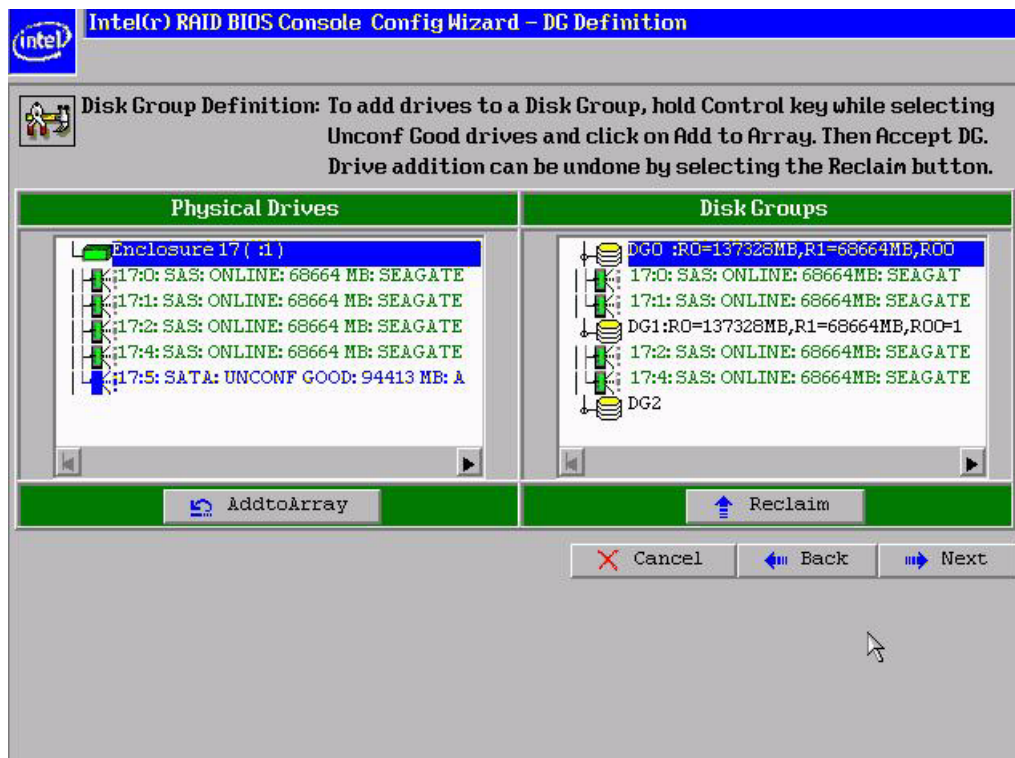 Intel(r) RAID BIOS Console Config Wizard – DG Definition
intel
Disk Group Definition: To add drives to a Disk Group, hold Control key while selecting
Unconf Good drives and click on Add to Array. Then Accept DG.
Drive addition can be undone by selecting the Reclaim button.
Physical Drives
Enclosure 17 ( :1)
17:0: SAS: ONLINE: 68664 MB: SEAGATE
17:1: SAS: ONLINE: 68664 MB: SEAGATE
17:2: SAS: ONLINE: 68664 MB: SEAGATE
17:4: SAS: ONLINE: 68664 MB: SEAGATE
17:5: SATA: UNCONF GOOD: 94413 MB: A
AddtoArray
Disk Groups
DG0 :R0=137328MB,R1=68664MB,R00
17:0: SAS: ONLINE: 68664MB: SEAGAT
17:1: SAS: ONLINE: 68664MB: SEAGATE
DG1:R0=137328MB,R1=68664MB,R00=1
17:2: SAS: ONLINE: 68664MB: SEAGATE
17:4: SAS: ONLINE: 68664MB: SEAGATE
DG2
Reclaim
Cancel
Back
Next